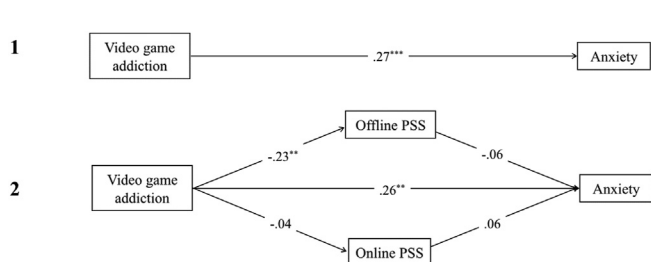 1
Video game
addiction
.27***
Anxiety
Offline PSS
-.23**
-.06
2
Video game
addiction
.26**
Anxiety
-.04
.06
Online PSS